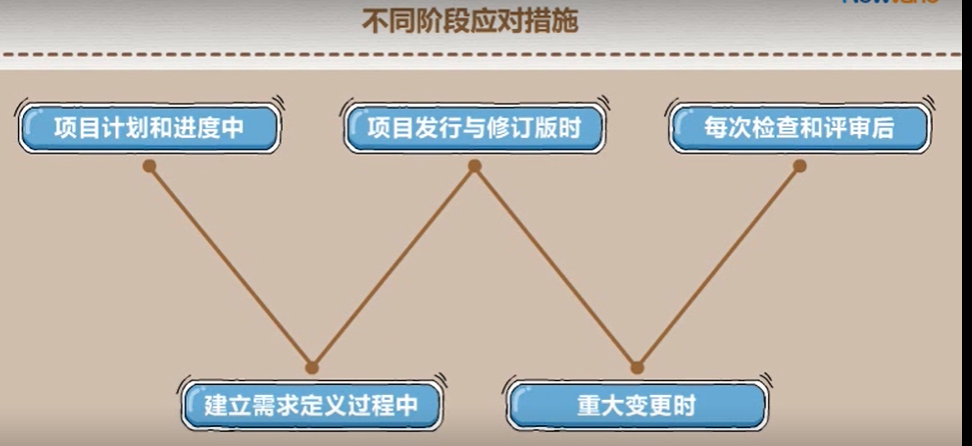 不同阶段应对措施
项目计划和进度中
项目发行与修订版时
每次检查和评审后
建立需求定义过程中
重大变更时